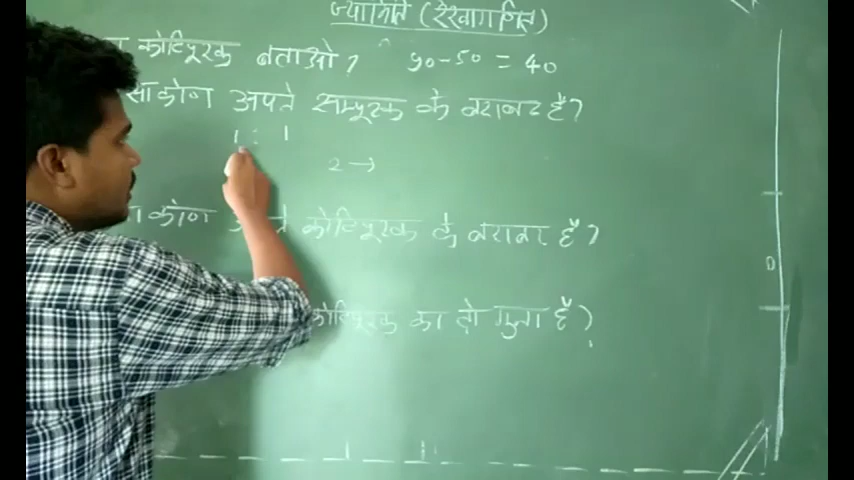 ज्यामिति (रेखागणित)
कोटिपूरक बताओ? 90-50 = 40
सा कोण अपने सम्पूरक के बराबर है?
1 : 1
2 →
कोण कोटिपूरक के बराबर हैं?
D
कोटिपूरक का दो गुना हैं?